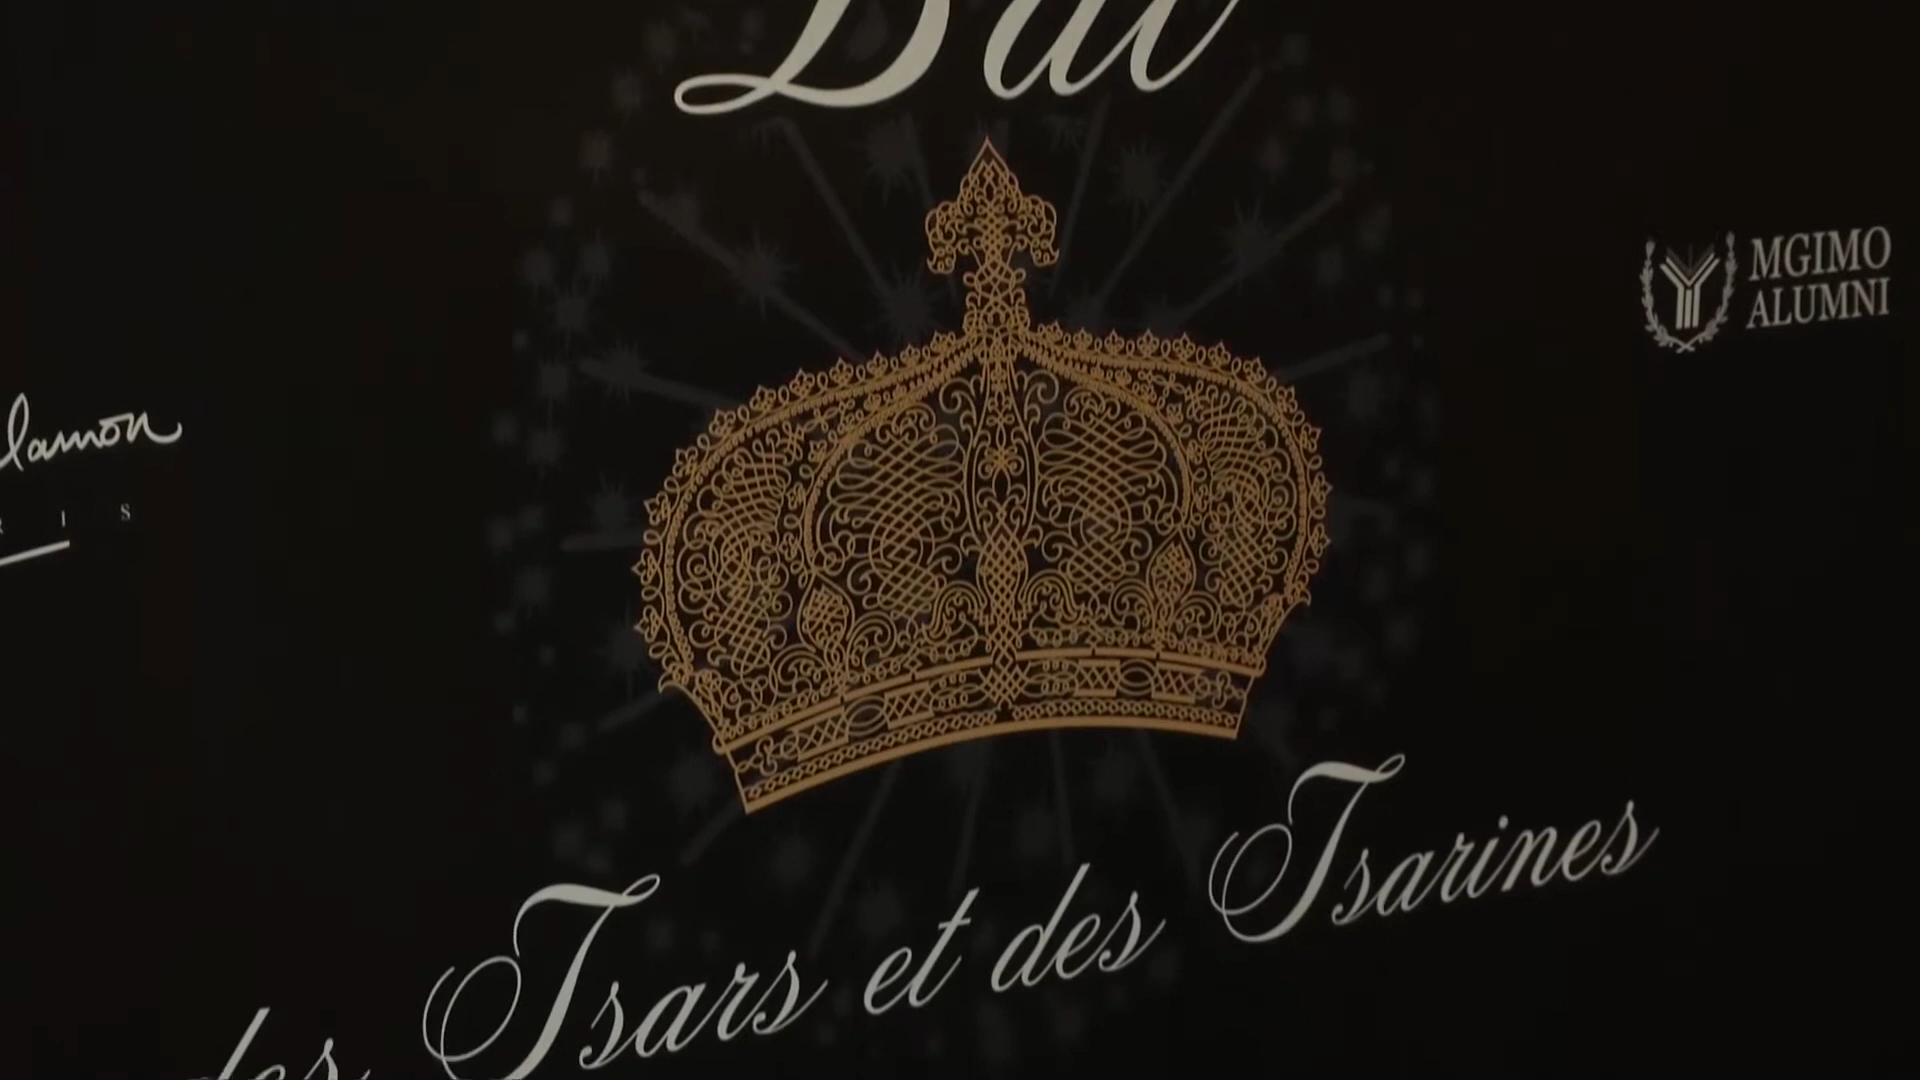 Bal
MGIMO
ALUMNI
des Tsars et des Tsarines